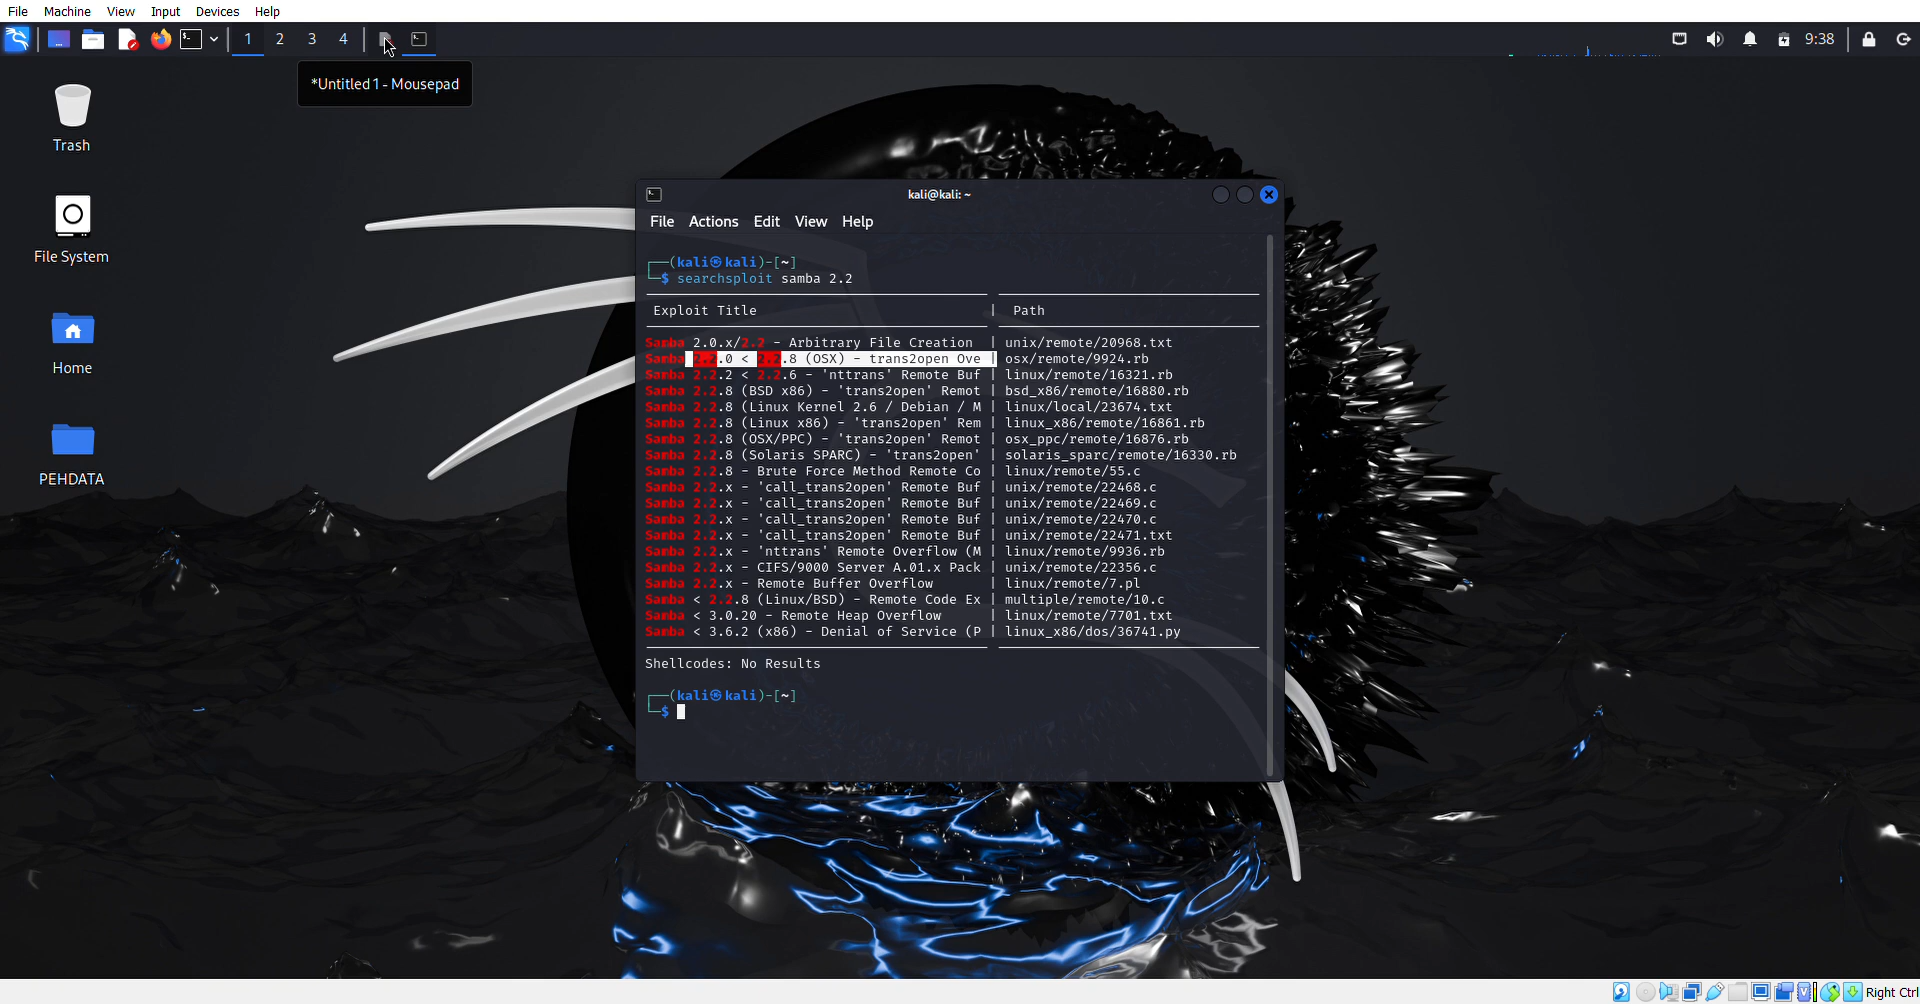 File Machine View Input Devices Help
1 2 3 4 9:38
*Untitled 1 - Mousepad
Trash
File System
Home
PEHDATA
kali@kali: ~
File Actions Edit View Help
┌──(kali㉿kali)-[~]
└─$ searchsploit samba 2.2
Exploit Title | Path
Samba 2.0.x/2.2 - Arbitrary File Creation | unix/remote/20968.txt
Samba 2.2.0 < 2.2.8 (OSX) - trans2open Ove | osx/remote/9924.rb
Samba 2.2.2 < 2.2.6 - 'nttrans' Remote Buf | linux/remote/16321.rb
Samba 2.2.8 (BSD x86) - 'trans2open' Remot | bsd_x86/remote/16880.rb
Samba 2.2.8 (Linux Kernel 2.6 / Debian / M | linux/local/23674.txt
Samba 2.2.8 (Linux x86) - 'trans2open' Rem | linux_x86/remote/16861.rb
Samba 2.2.8 (OSX/PPC) - 'trans2open' Remot | osx_ppc/remote/16876.rb
Samba 2.2.8 (Solaris SPARC) - 'trans2open' | solaris_sparc/remote/16330.rb
Samba 2.2.8 - Brute Force Method Remote Co | linux/remote/55.c
Samba 2.2.x - 'call_trans2open' Remote Buf | unix/remote/22468.c
Samba 2.2.x - 'call_trans2open' Remote Buf | unix/remote/22469.c
Samba 2.2.x - 'call_trans2open' Remote Buf | unix/remote/22470.c
Samba 2.2.x - 'call_trans2open' Remote Buf | unix/remote/22471.txt
Samba 2.2.x - 'nttrans' Remote Overflow (M | linux/remote/9936.rb
Samba 2.2.x - CIFS/9000 Server A.01.x Pack | unix/remote/22356.c
Samba 2.2.x - Remote Buffer Overflow | linux/remote/7.pl
Samba < 2.2.8 (Linux/BSD) - Remote Code Ex | multiple/remote/10.c
Samba < 3.0.20 - Remote Heap Overflow | linux/remote/7701.txt
Samba < 3.6.2 (x86) - Denial of Service (P | linux_x86/dos/36741.py
Shellcodes: No Results
┌──(kali㉿kali)-[~]
└─$
Right Ctrl